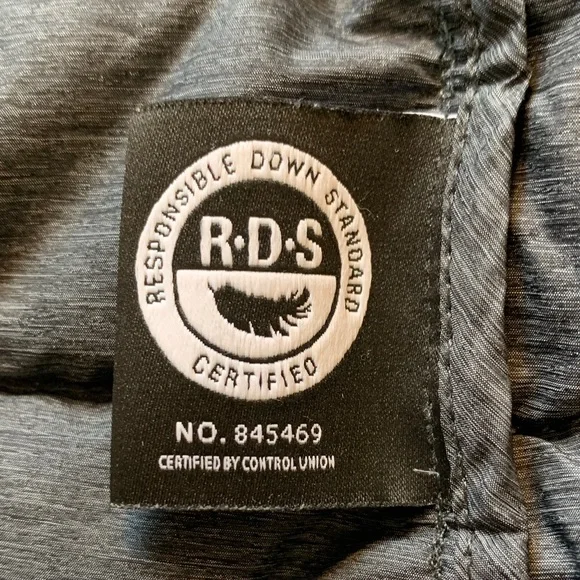 RESPONSIBLE DOWN STANDARD
R·D·S
CERTIFIED
NO. 845469
CERTIFIED BY CONTROL UNION